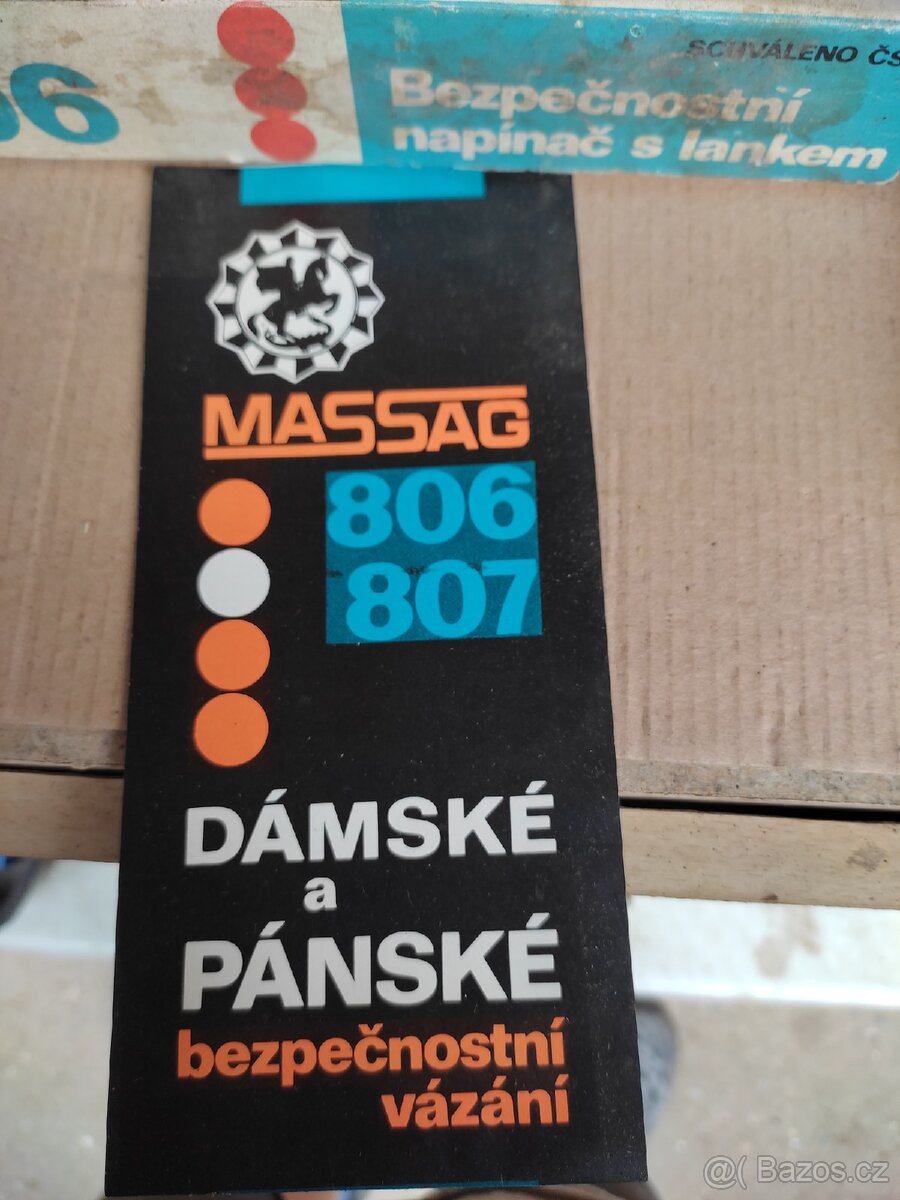 06
SCHVÁLENO ČS
Bezpečnostní
napínač s lankem
MASSAG
806
807
DÁMSKÉ
a
PÁNSKÉ
bezpečnostní
vázání
@( Bazos.cz